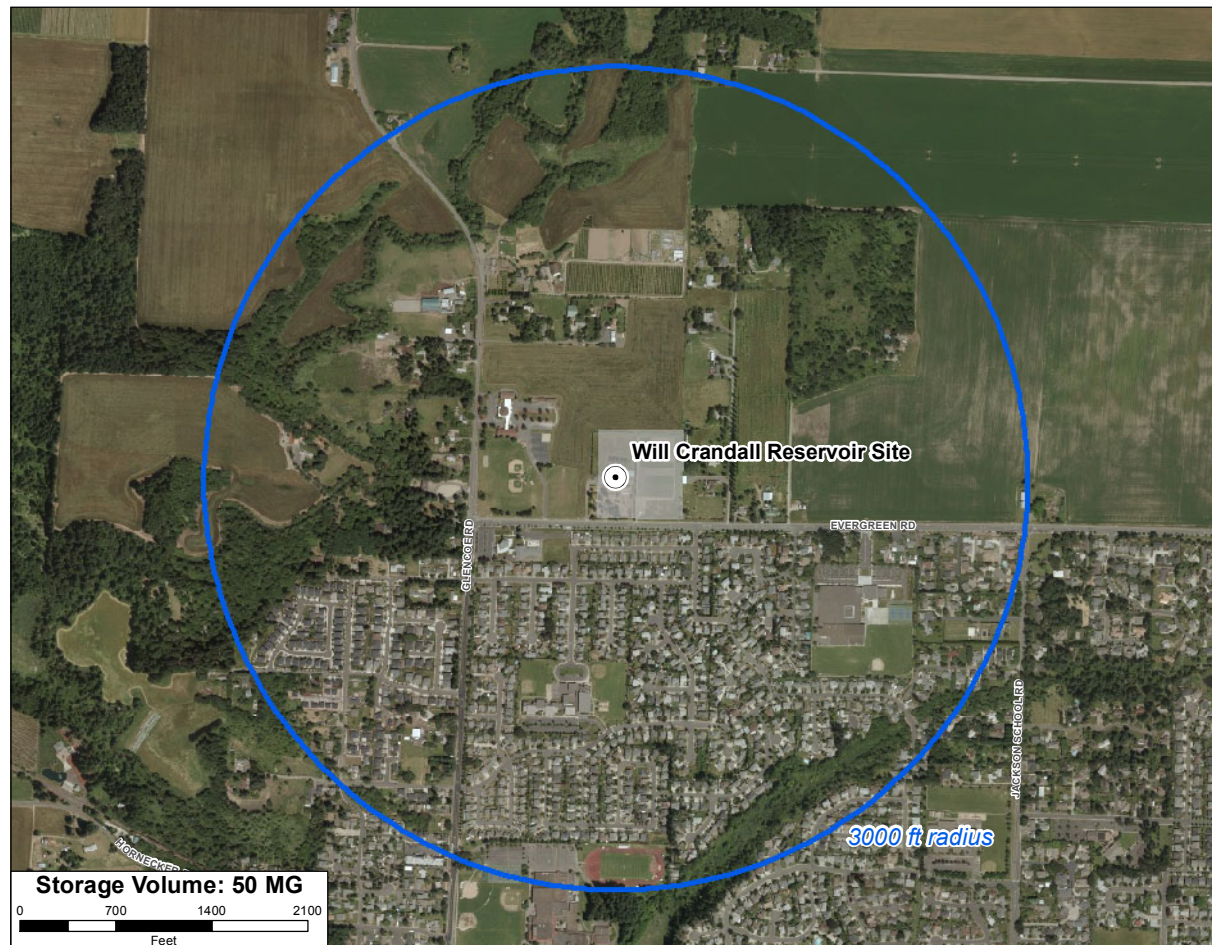 Will Crandall Reservoir Site
EVERGREEN RD
GLENCOE RD
JACKSON SCHOOL RD
3000 ft radius
HORNECKER
Storage Volume: 50 MG
0 700 1400 2100
Feet